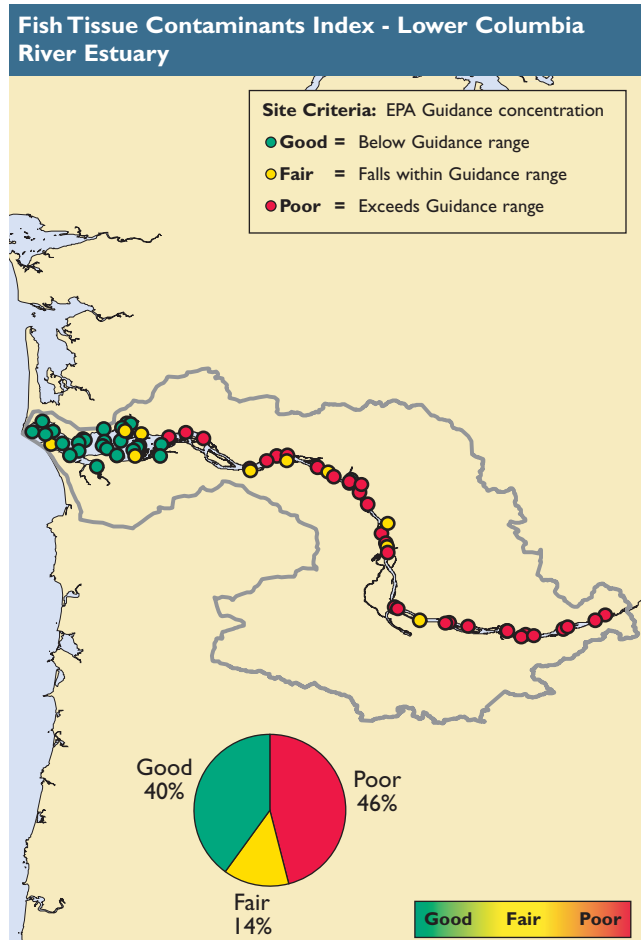 Fish Tissue Contaminants Index - Lower Columbia
River Estuary
Site Criteria: EPA Guidance concentration
Good = Below Guidance range
Fair = Falls within Guidance range
Poor = Exceeds Guidance range
Good
40%
Poor
46%
Fair
14%
Good Fair Poor